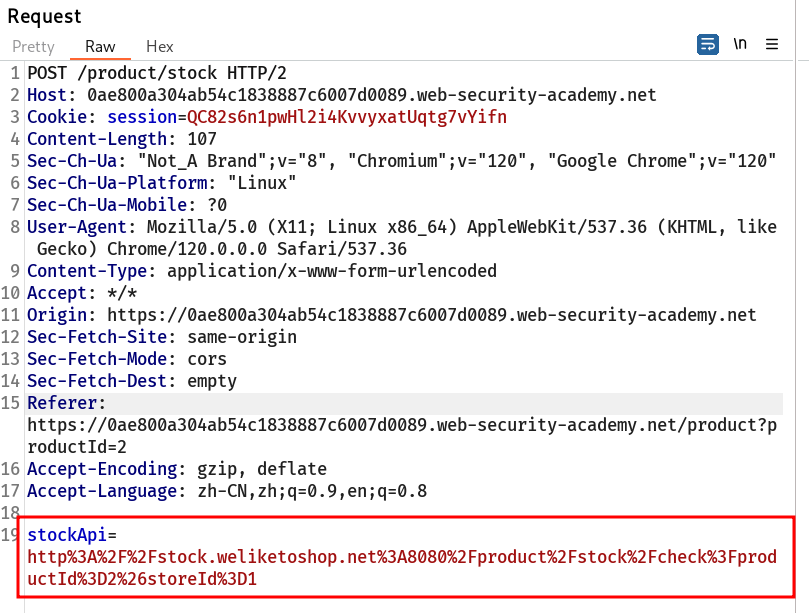 Request
Pretty Raw Hex \n
1 POST /product/stock HTTP/2
2 Host: 0ae800a304ab54c1838887c6007d0089.web-security-academy.net
3 Cookie: session=QC82s6n1pwHl2i4KvvyxatUqtg7vYifn
4 Content-Length: 107
5 Sec-Ch-Ua: "Not_A Brand";v="8", "Chromium";v="120", "Google Chrome";v="120"
6 Sec-Ch-Ua-Platform: "Linux"
7 Sec-Ch-Ua-Mobile: ?0
8 User-Agent: Mozilla/5.0 (X11; Linux x86_64) AppleWebKit/537.36 (KHTML, like
Gecko) Chrome/120.0.0.0 Safari/537.36
9 Content-Type: application/x-www-form-urlencoded
10 Accept: */*
11 Origin: https://0ae800a304ab54c1838887c6007d0089.web-security-academy.net
12 Sec-Fetch-Site: same-origin
13 Sec-Fetch-Mode: cors
14 Sec-Fetch-Dest: empty
15 Referer:
https://0ae800a304ab54c1838887c6007d0089.web-security-academy.net/product?p
roductId=2
16 Accept-Encoding: gzip, deflate
17 Accept-Language: zh-CN,zh;q=0.9,en;q=0.8
18
19 stockApi=
http%3A%2F%2Fstock.weliketoshop.net%3A8080%2Fproduct%2Fstock%2Fcheck%3Fprod
uctId%3D2%26storeId%3D1